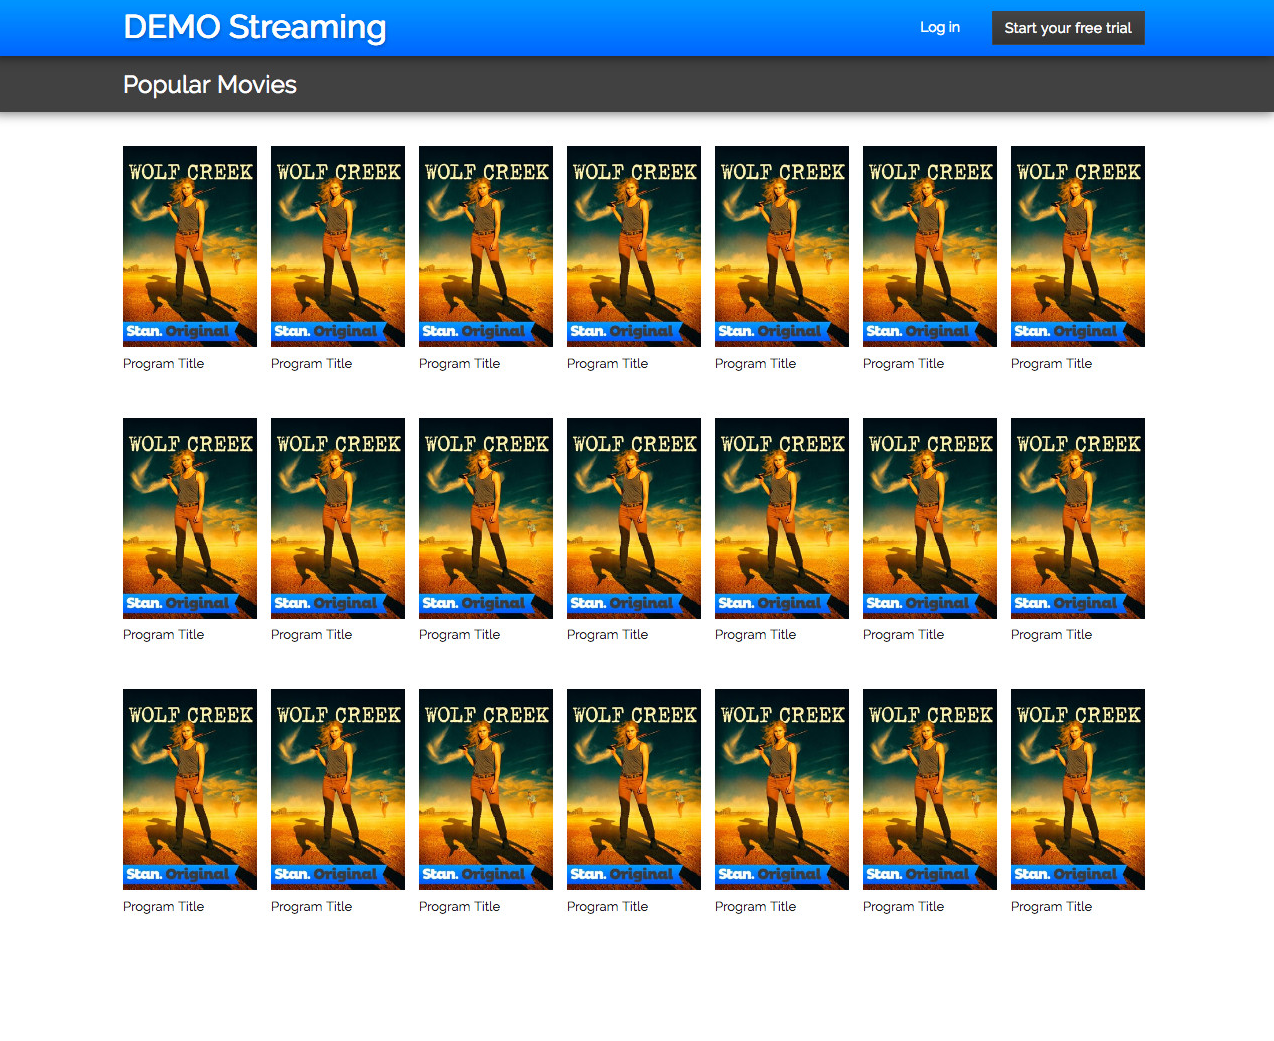 DEMO Streaming
Log in
Start your free trial
Popular Movies
WOLF CREEK WOLF CREEK WOLF CREEK WOLF CREEK WOLF CREEK WOLF CREEK WOLF CREEK
Stan. Original Stan. Original Stan. Original Stan. Original Stan. Original Stan. Original Stan. Original
Program Title Program Title Program Title Program Title Program Title Program Title Program Title
WOLF CREEK WOLF CREEK WOLF CREEK WOLF CREEK WOLF CREEK WOLF CREEK WOLF CREEK
Stan. Original Stan. Original Stan. Original Stan. Original Stan. Original Stan. Original Stan. Original
Program Title Program Title Program Title Program Title Program Title Program Title Program Title
WOLF CREEK WOLF CREEK WOLF CREEK WOLF CREEK WOLF CREEK WOLF CREEK WOLF CREEK
Stan. Original Stan. Original Stan. Original Stan. Original Stan. Original Stan. Original Stan. Original
Program Title Program Title Program Title Program Title Program Title Program Title Program Title